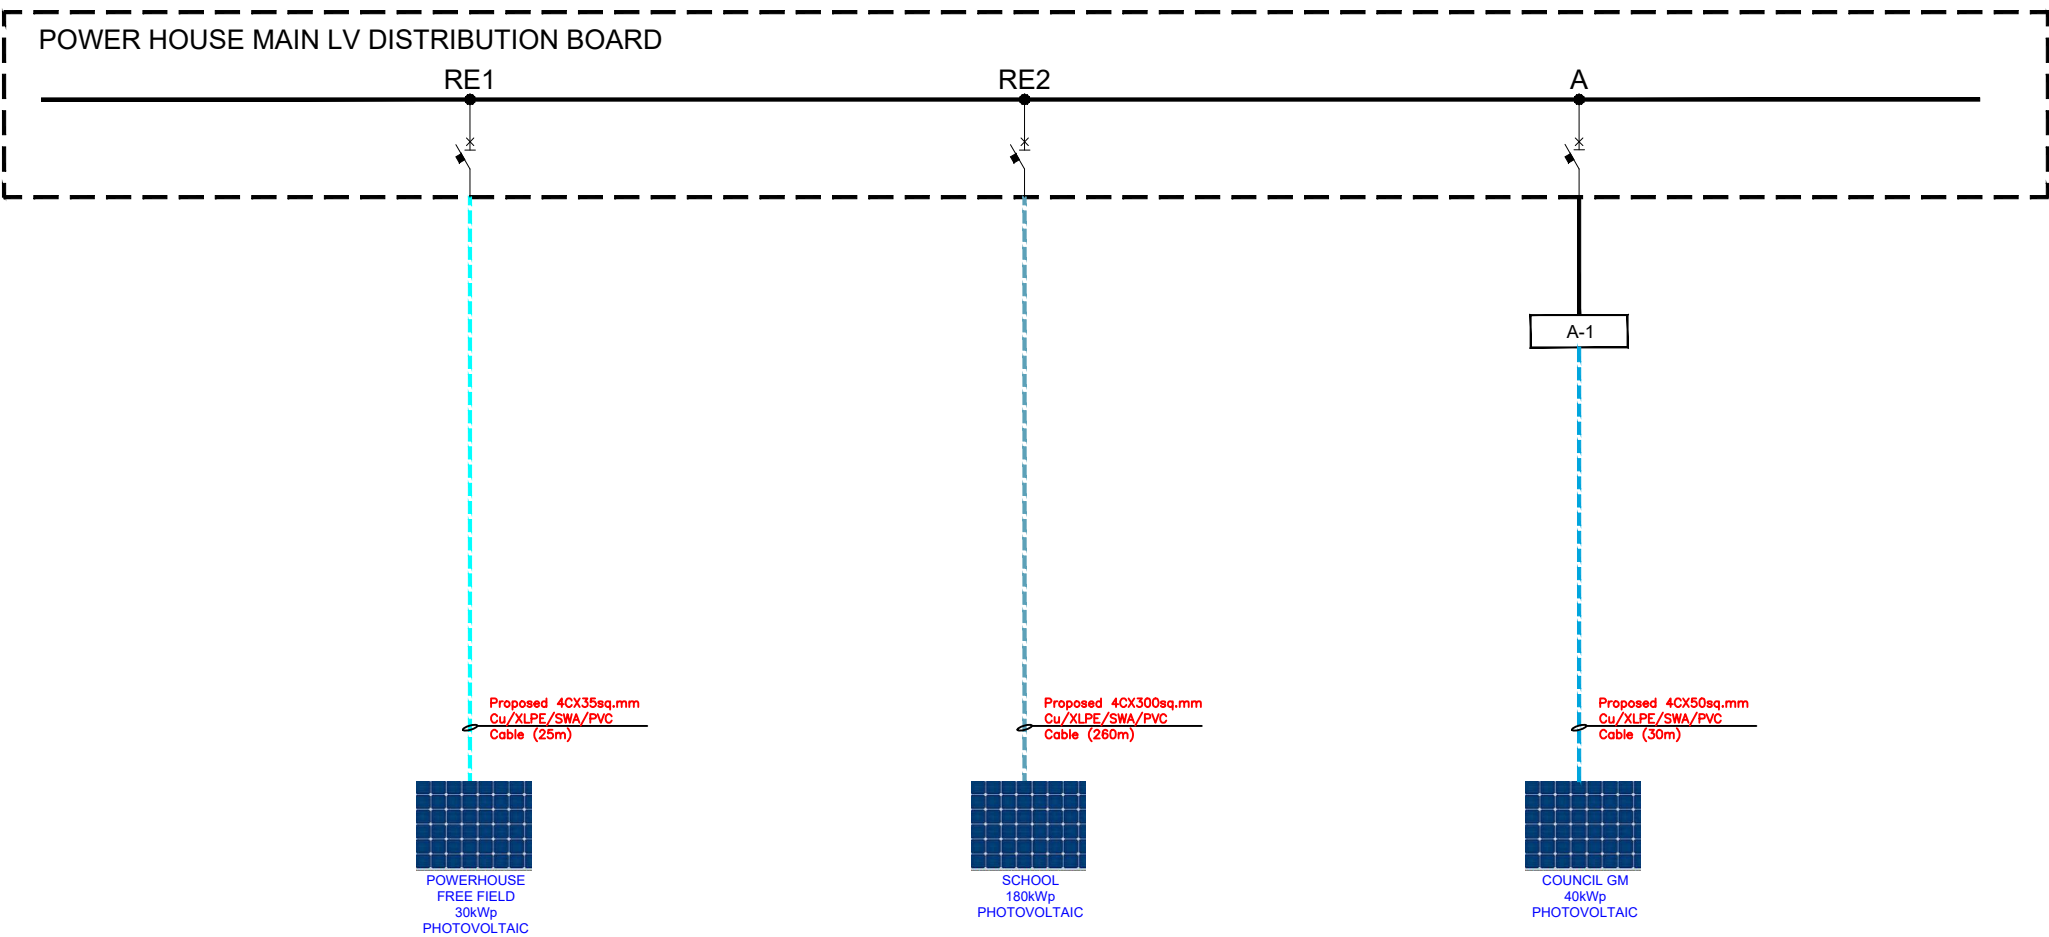 POWER HOUSE MAIN LV DISTRIBUTION BOARD
RE1
RE2
A
A-1
Proposed 4CX35sq.mm
Cu/XLPE/SWA/PVC
Cable (25m)
Proposed 4CX300sq.mm
Cu/XLPE/SWA/PVC
Cable (260m)
Proposed 4CX50sq.mm
Cu/XLPE/SWA/PVC
Cable (30m)
POWERHOUSE
FREE FIELD
30kWp
PHOTOVOLTAIC
SCHOOL
180kWp
PHOTOVOLTAIC
COUNCIL GM
40kWp
PHOTOVOLTAIC